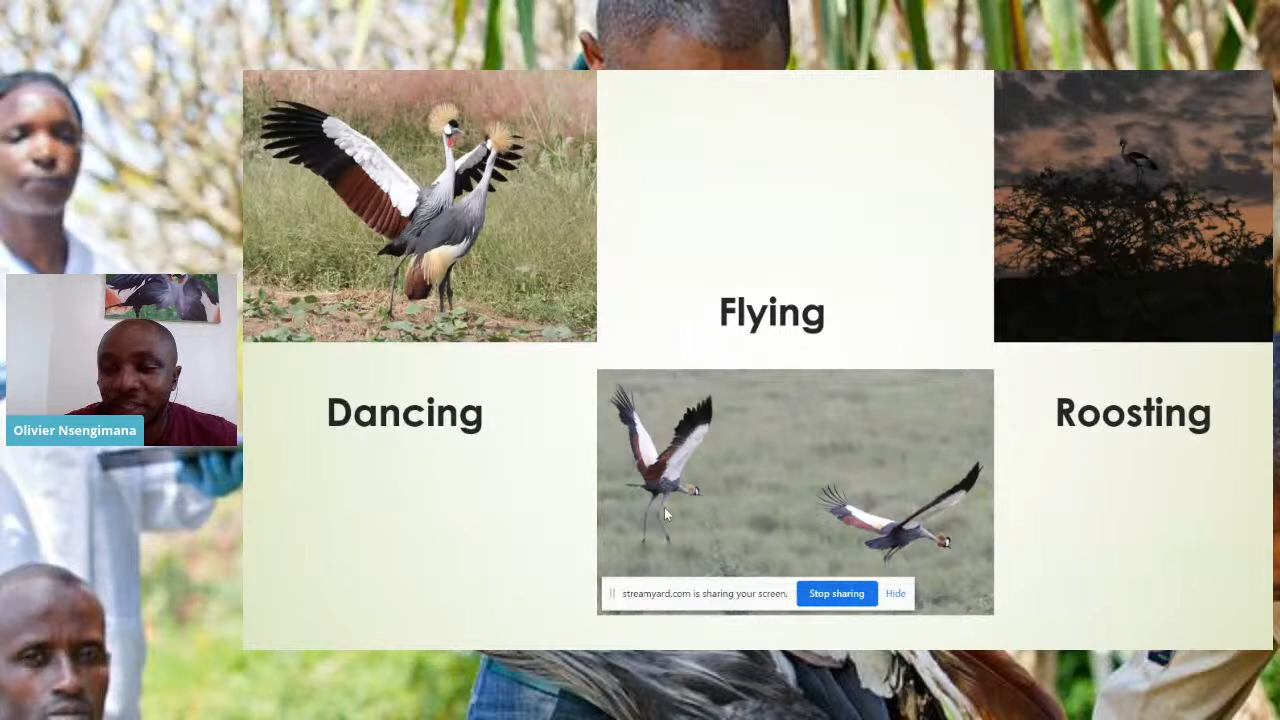 Flying
Dancing
Roosting
Olivier Nsengimana
streamyard.com is sharing your screen.
Stop sharing
Hide